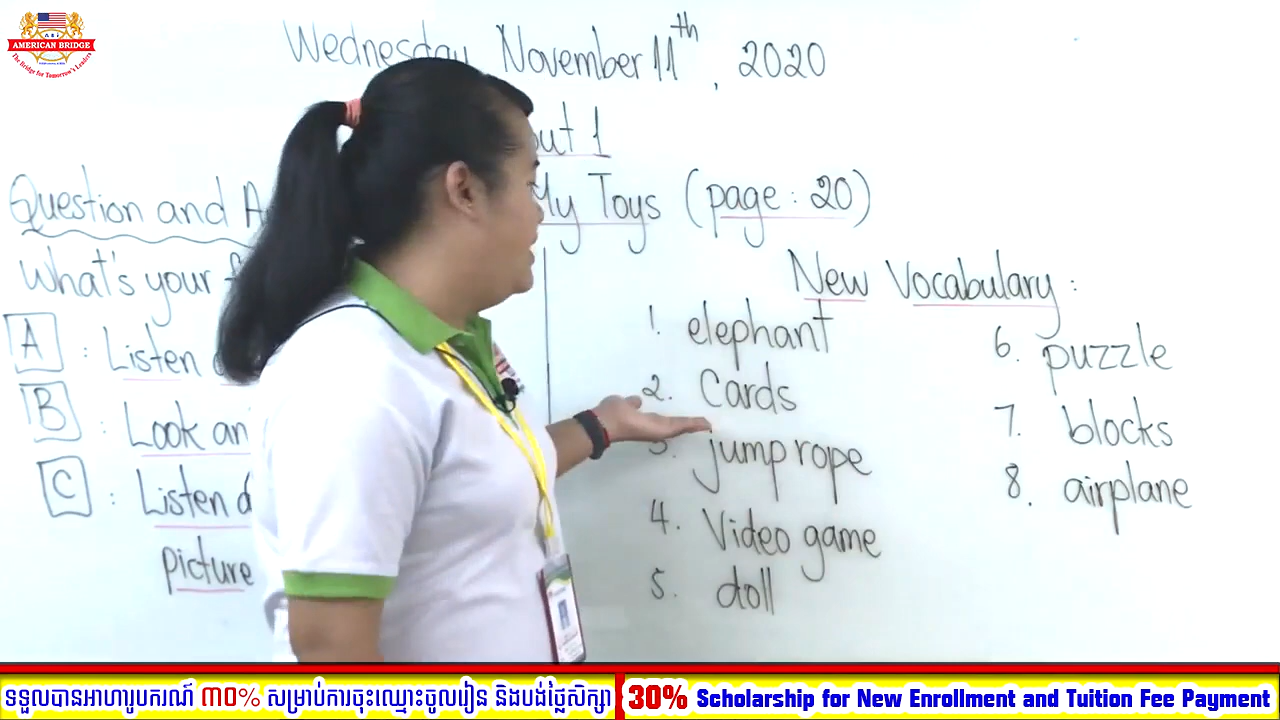 AMERICAN BRIDGE
The Bridge for Tomorrow's Leaders
Wednesday November 11th, 2020
out 1
My Toys (page : 20)
Question and A
What's your f
A : Listen
B : Look an
C : Listen
picture
New Vocabulary :
1. elephant
2. Cards
3. jump rope
4. Video game
5. doll
6. puzzle
7. blocks
8. airplane
ទទួលបានអាហារូបករណ៍ ៣០% សម្រាប់ការចុះឈ្មោះចូលរៀន និងបង់ថ្លៃសិក្សា
30% Scholarship for New Enrollment and Tuition Fee Payment